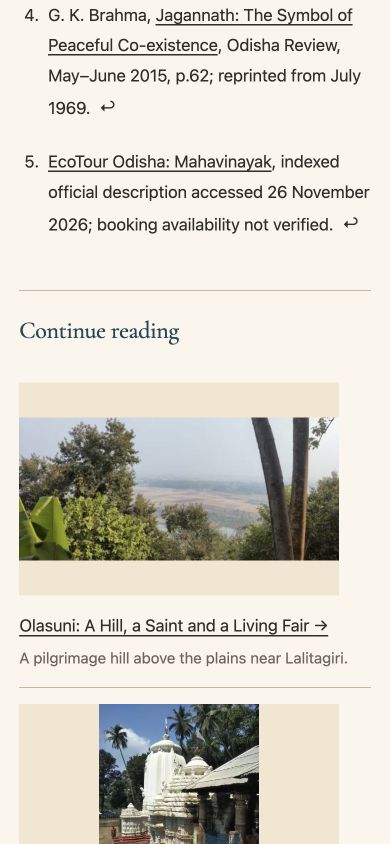 4. G. K. Brahma, Jagannath: The Symbol of
Peaceful Co-existence, Odisha Review,
May–June 2015, p.62; reprinted from July
1969. ↩
5. EcoTour Odisha: Mahavinayak, indexed
official description accessed 26 November
2026; booking availability not verified. ↩
Continue reading
Olasuni: A Hill, a Saint and a Living Fair →
A pilgrimage hill above the plains near Lalitagiri.